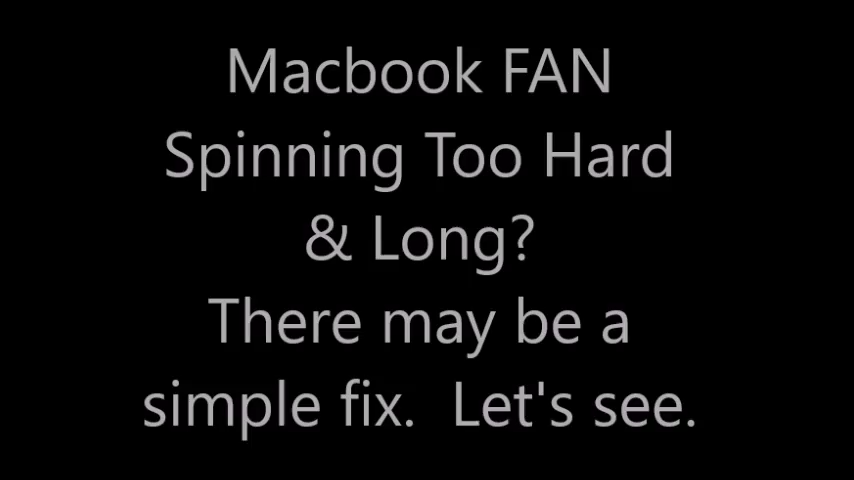 Macbook FAN
Spinning Too Hard
& Long?
There may be a
simple fix.  Let's see.